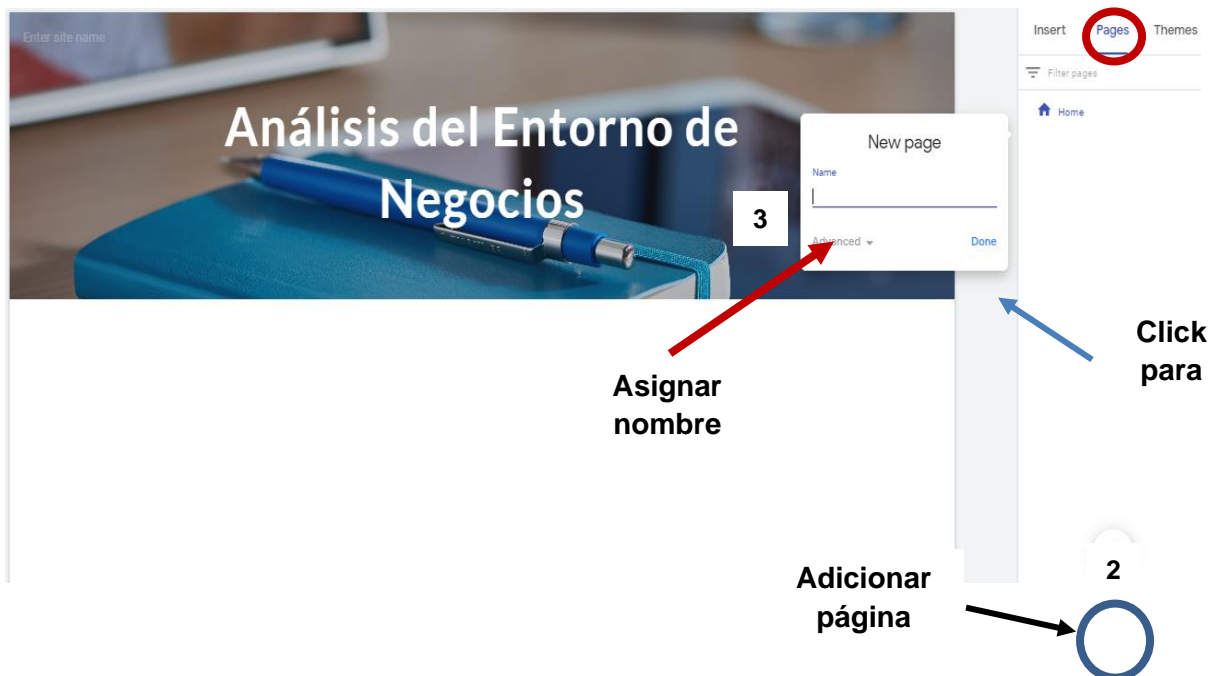 Enter site name
Insert Pages Themes
Filter pages
Home
Análisis del Entorno de
Negocios
New page
Name
Advanced
Done
3
Asignar
nombre
Click
para
Adicionar
página
2